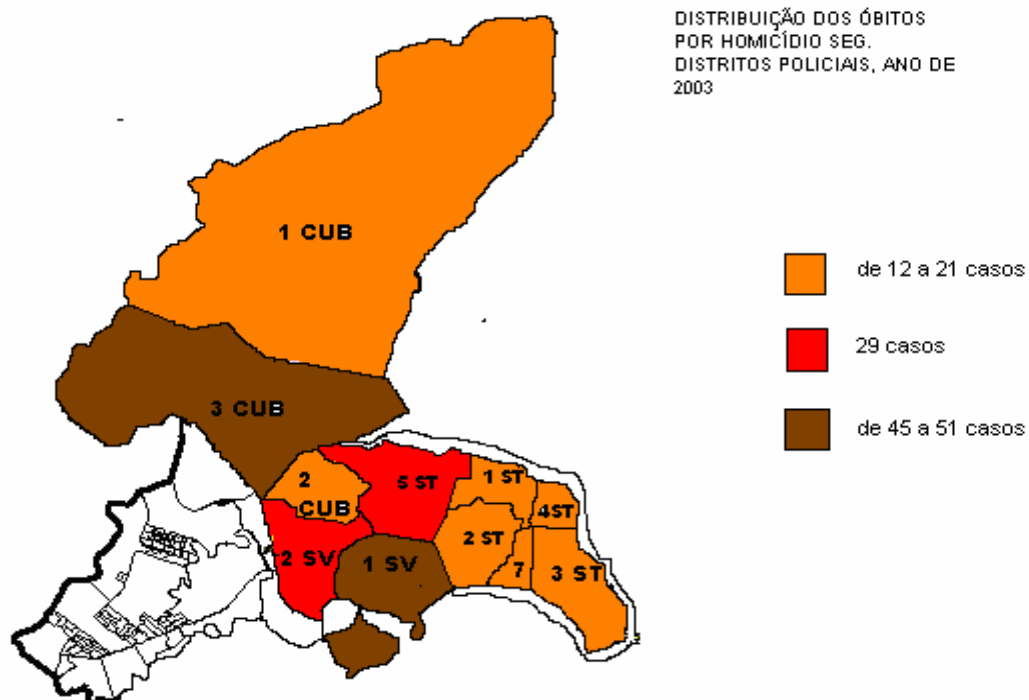 DISTRIBUIÇÃO DOS ÓBITOS
POR HOMICÍDIO SEG.
DISTRITOS POLICIAIS, ANO DE
2003
1 CUB
de 12 a 21 casos
29 casos
3 CUB
de 45 a 51 casos
2
CUB
5 ST
1 ST
4ST
2 ST
2 SV
1 SV
7
3 ST